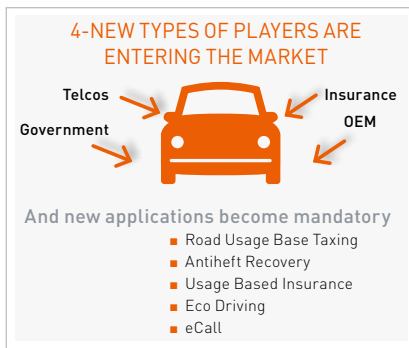 4-NEW TYPES OF PLAYERS ARE
ENTERING THE MARKET
Telcos
Insurance
Government
OEM
And new applications become mandatory
Road Usage Base Taxing
Antiheft Recovery
Usage Based Insurance
Eco Driving
eCall